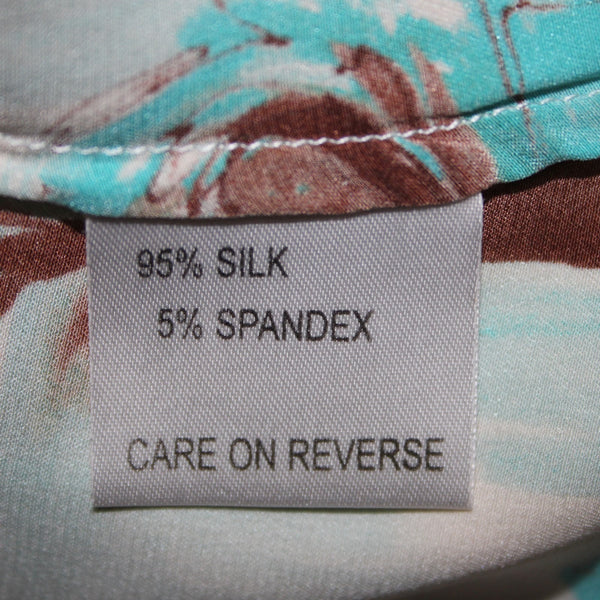 95% SILK
5% SPANDEX
CARE ON REVERSE